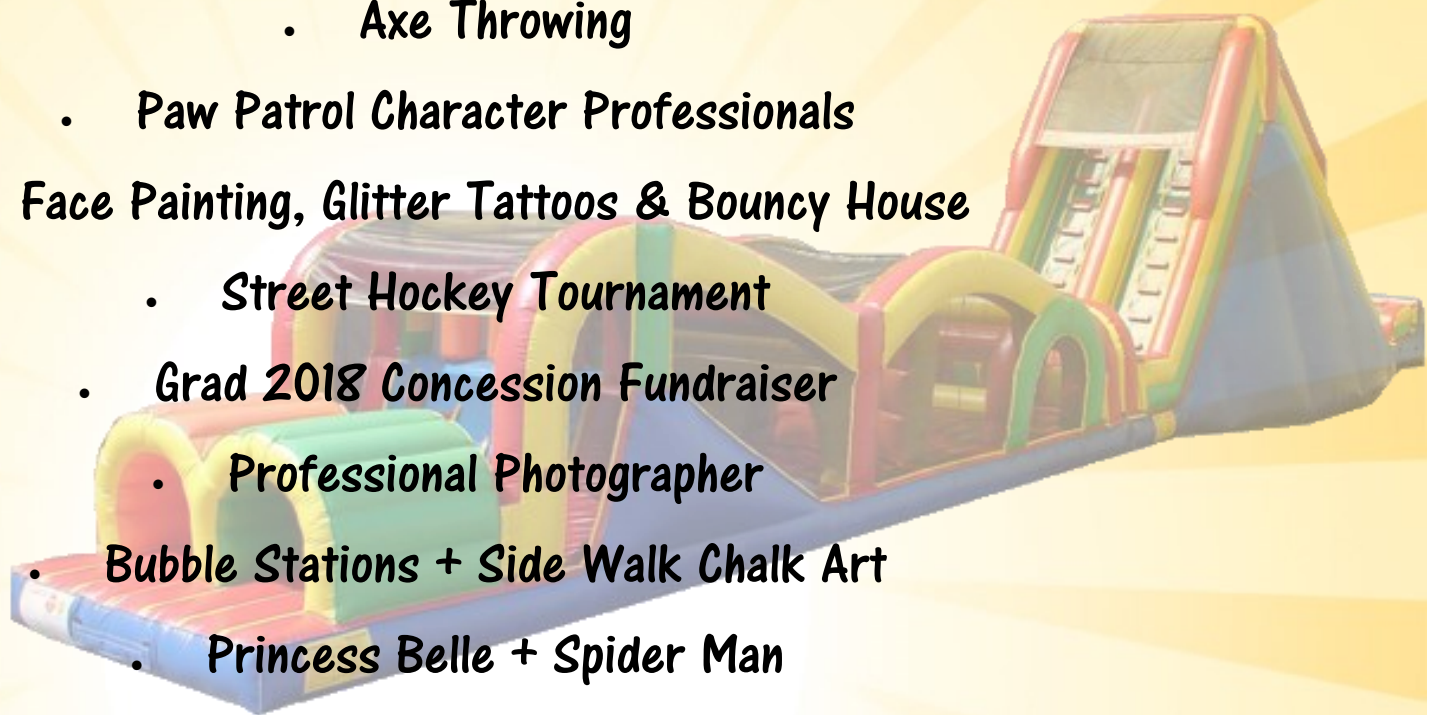 • Axe Throwing
• Paw Patrol Character Professionals
Face Painting, Glitter Tattoos & Bouncy House
• Street Hockey Tournament
• Grad 2018 Concession Fundraiser
• Professional Photographer
• Bubble Stations + Side Walk Chalk Art
• Princess Belle + Spider Man